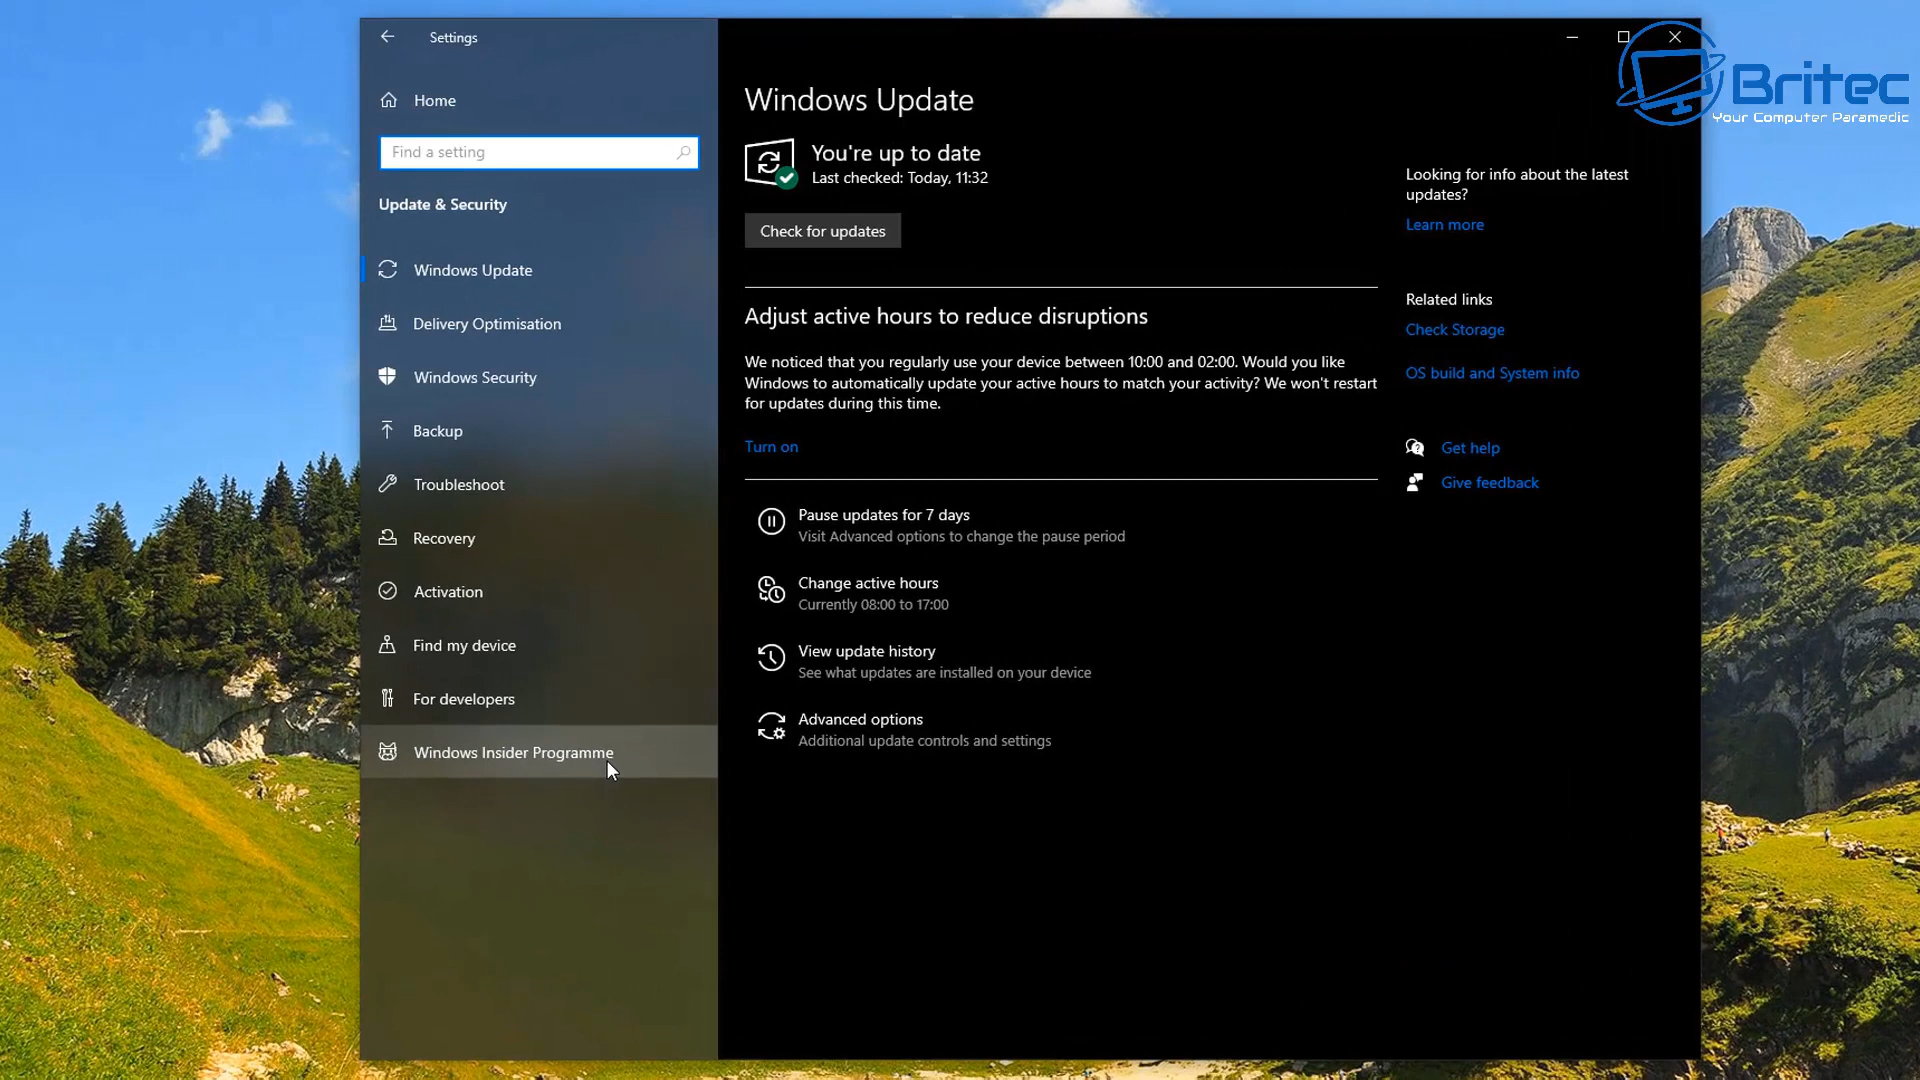 Settings
Home
Find a setting
Update & Security
Windows Update
Delivery Optimisation
Windows Security
Backup
Troubleshoot
Recovery
Activation
Find my device
For developers
Windows Insider Programme
Windows Update
You're up to date
Last checked: Today, 11:32
Check for updates
Adjust active hours to reduce disruptions
We noticed that you regularly use your device between 10:00 and 02:00. Would you like
Windows to automatically update your active hours to match your activity? We won't restart
for updates during this time.
Turn on
Pause updates for 7 days
Visit Advanced options to change the pause period
Change active hours
Currently 08:00 to 17:00
View update history
See what updates are installed on your device
Advanced options
Additional update controls and settings
Looking for info about the latest
updates?
Learn more
Related links
Check Storage
OS build and System info
Get help
Give feedback
Britec
Your Computer Paramedic